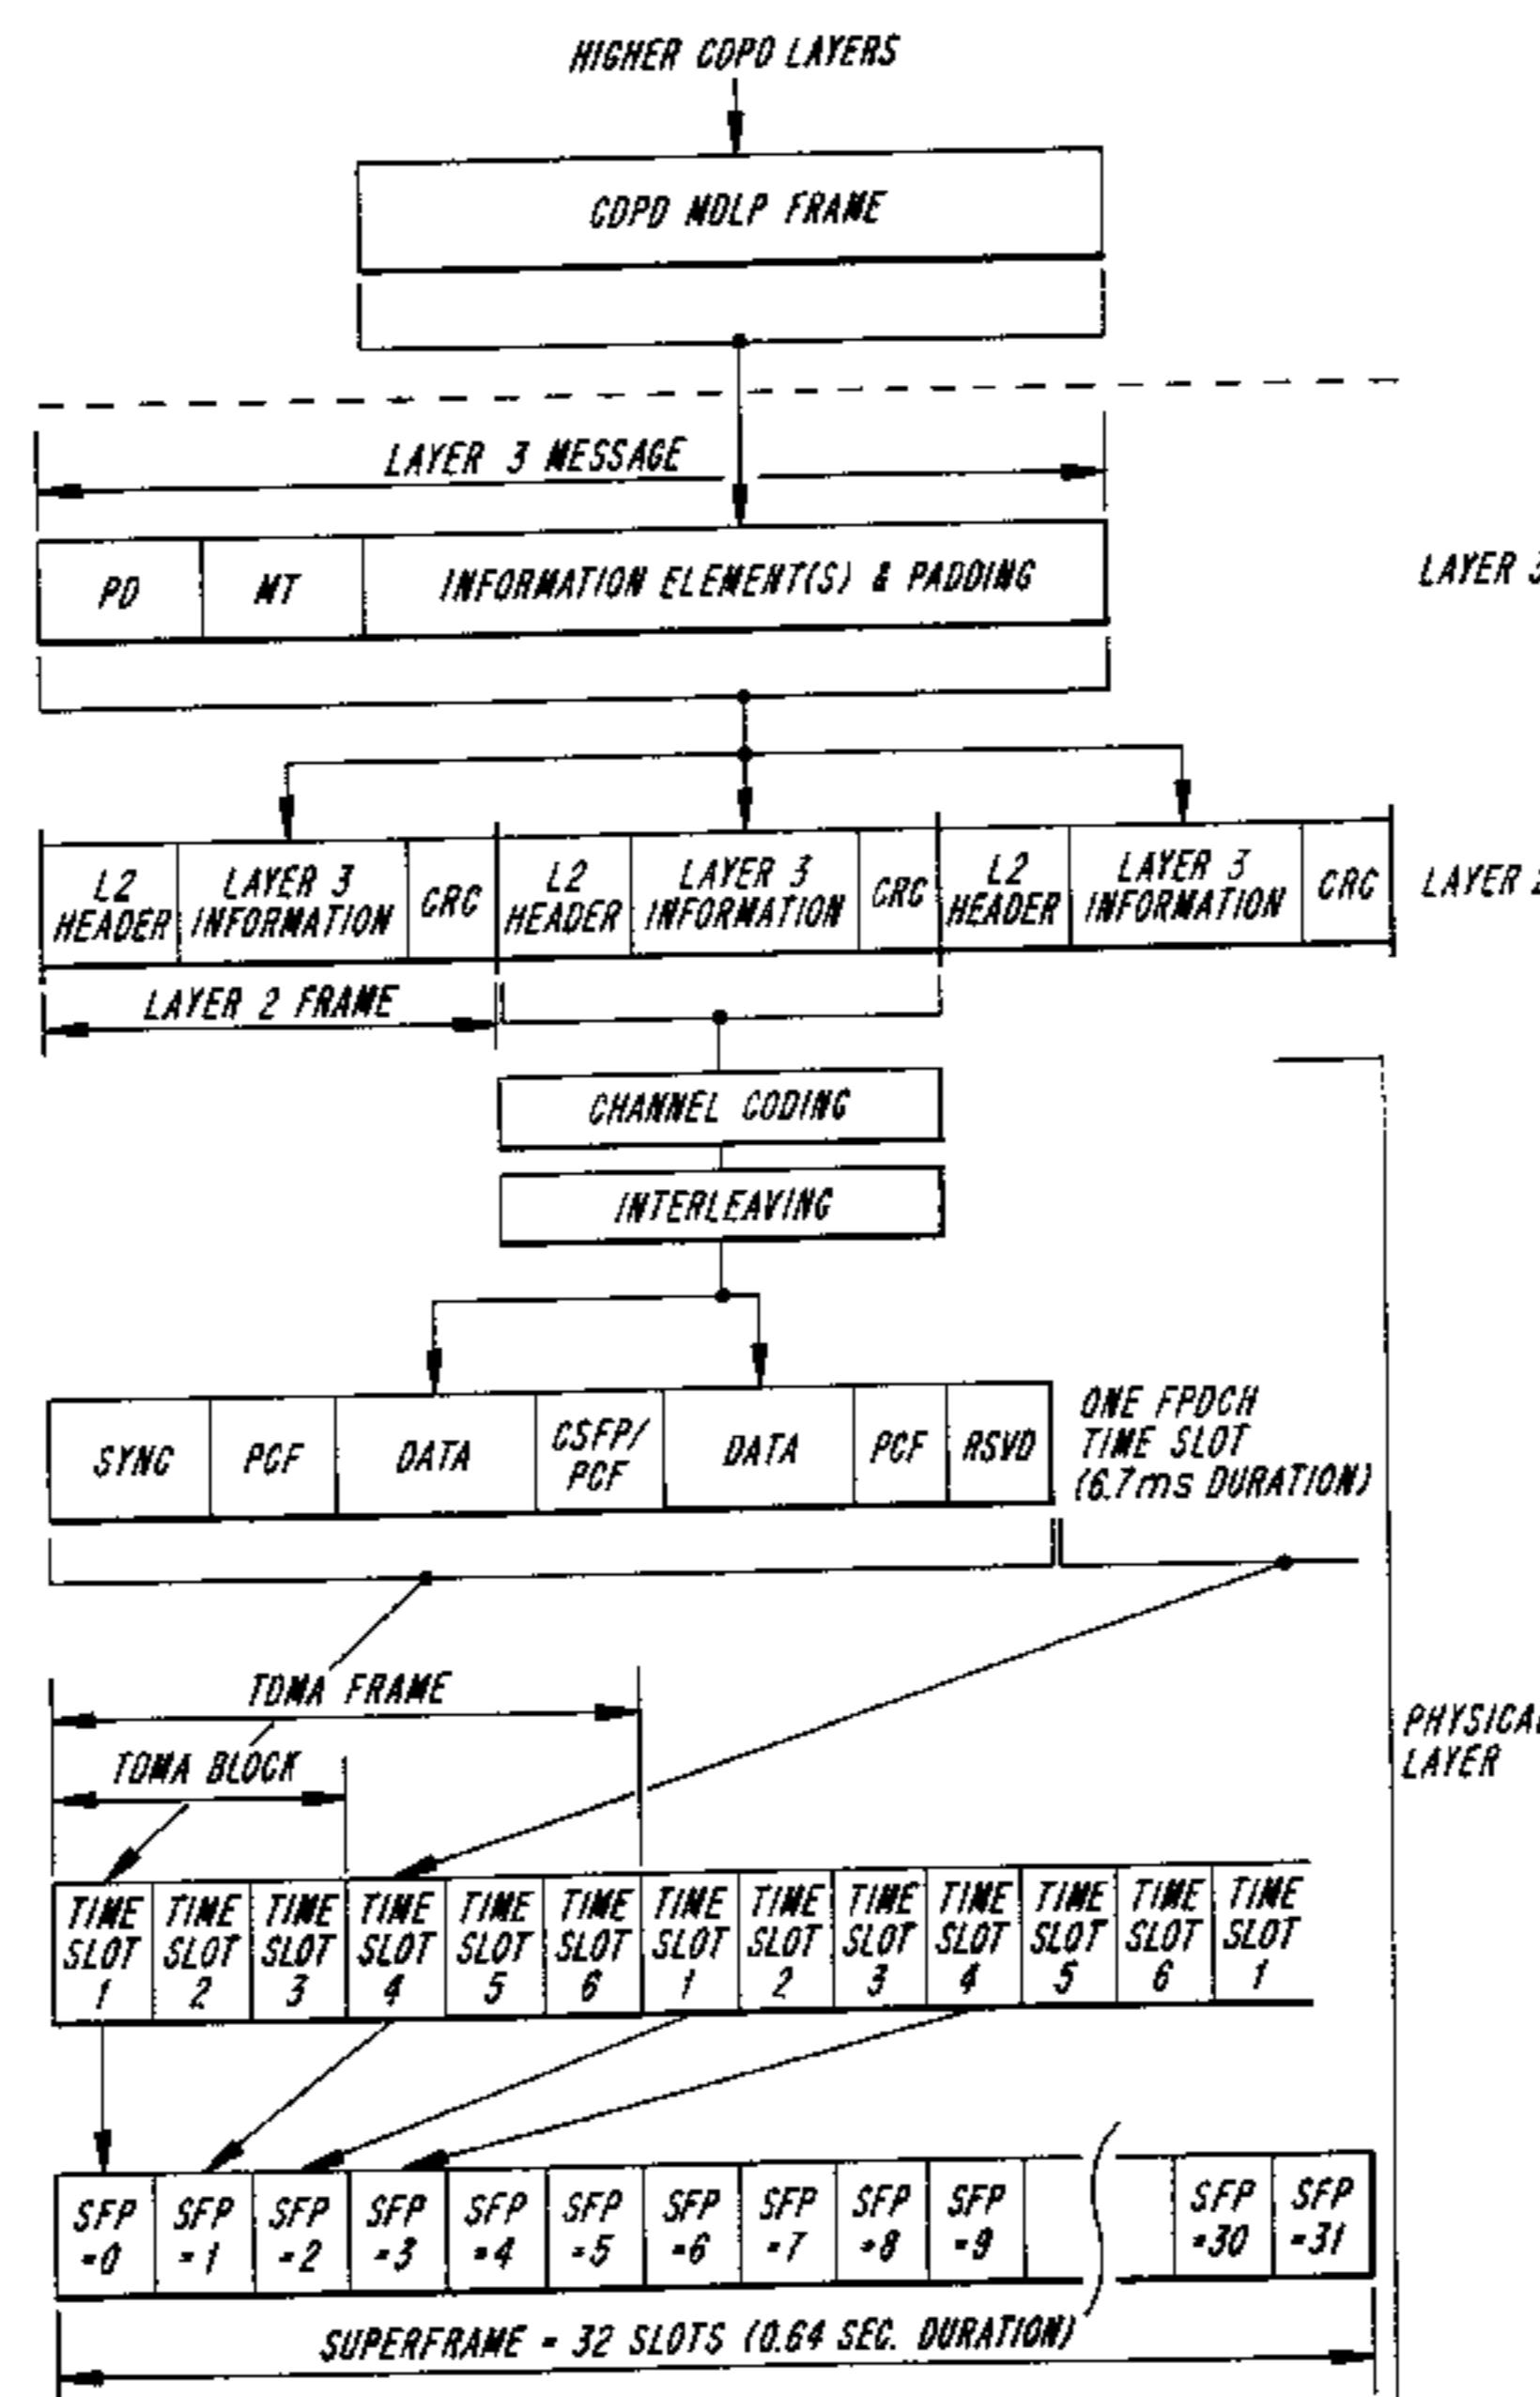 HIGHER CDPD LAYERS
CDPD MDLP FRAME
LAYER 3 MESSAGE
PD MT INFORMATION ELEMENT(S) & PADDING
LAYER 3
L2 HEADER
LAYER 3 INFORMATION
CRC
L2 HEADER
LAYER 3 INFORMATION
CRC
L2 HEADER
LAYER 3 INFORMATION
CRC
LAYER 2
LAYER 2 FRAME
CHANNEL CODING
INTERLEAVING
SYNC
PCF
DATA
CSFP/
PCF
DATA
PCF
RSVD
ONE FPDCH
TIME SLOT
(6.7ms DURATION)
TDMA FRAME
TDMA BLOCK
PHYSICAL
LAYER
TIME SLOT 1
TIME SLOT 2
TIME SLOT 3
TIME SLOT 4
TIME SLOT 5
TIME SLOT 6
TIME SLOT 1
TIME SLOT 2
TIME SLOT 3
TIME SLOT 4
TIME SLOT 5
TIME SLOT 6
TIME SLOT 1
SFP =0
SFP =1
SFP =2
SFP =3
SFP =4
SFP =5
SFP =6
SFP =7
SFP =8
SFP =9
SFP =30
SFP =31
SUPERFRAME = 32 SLOTS (0.64 SEC. DURATION)